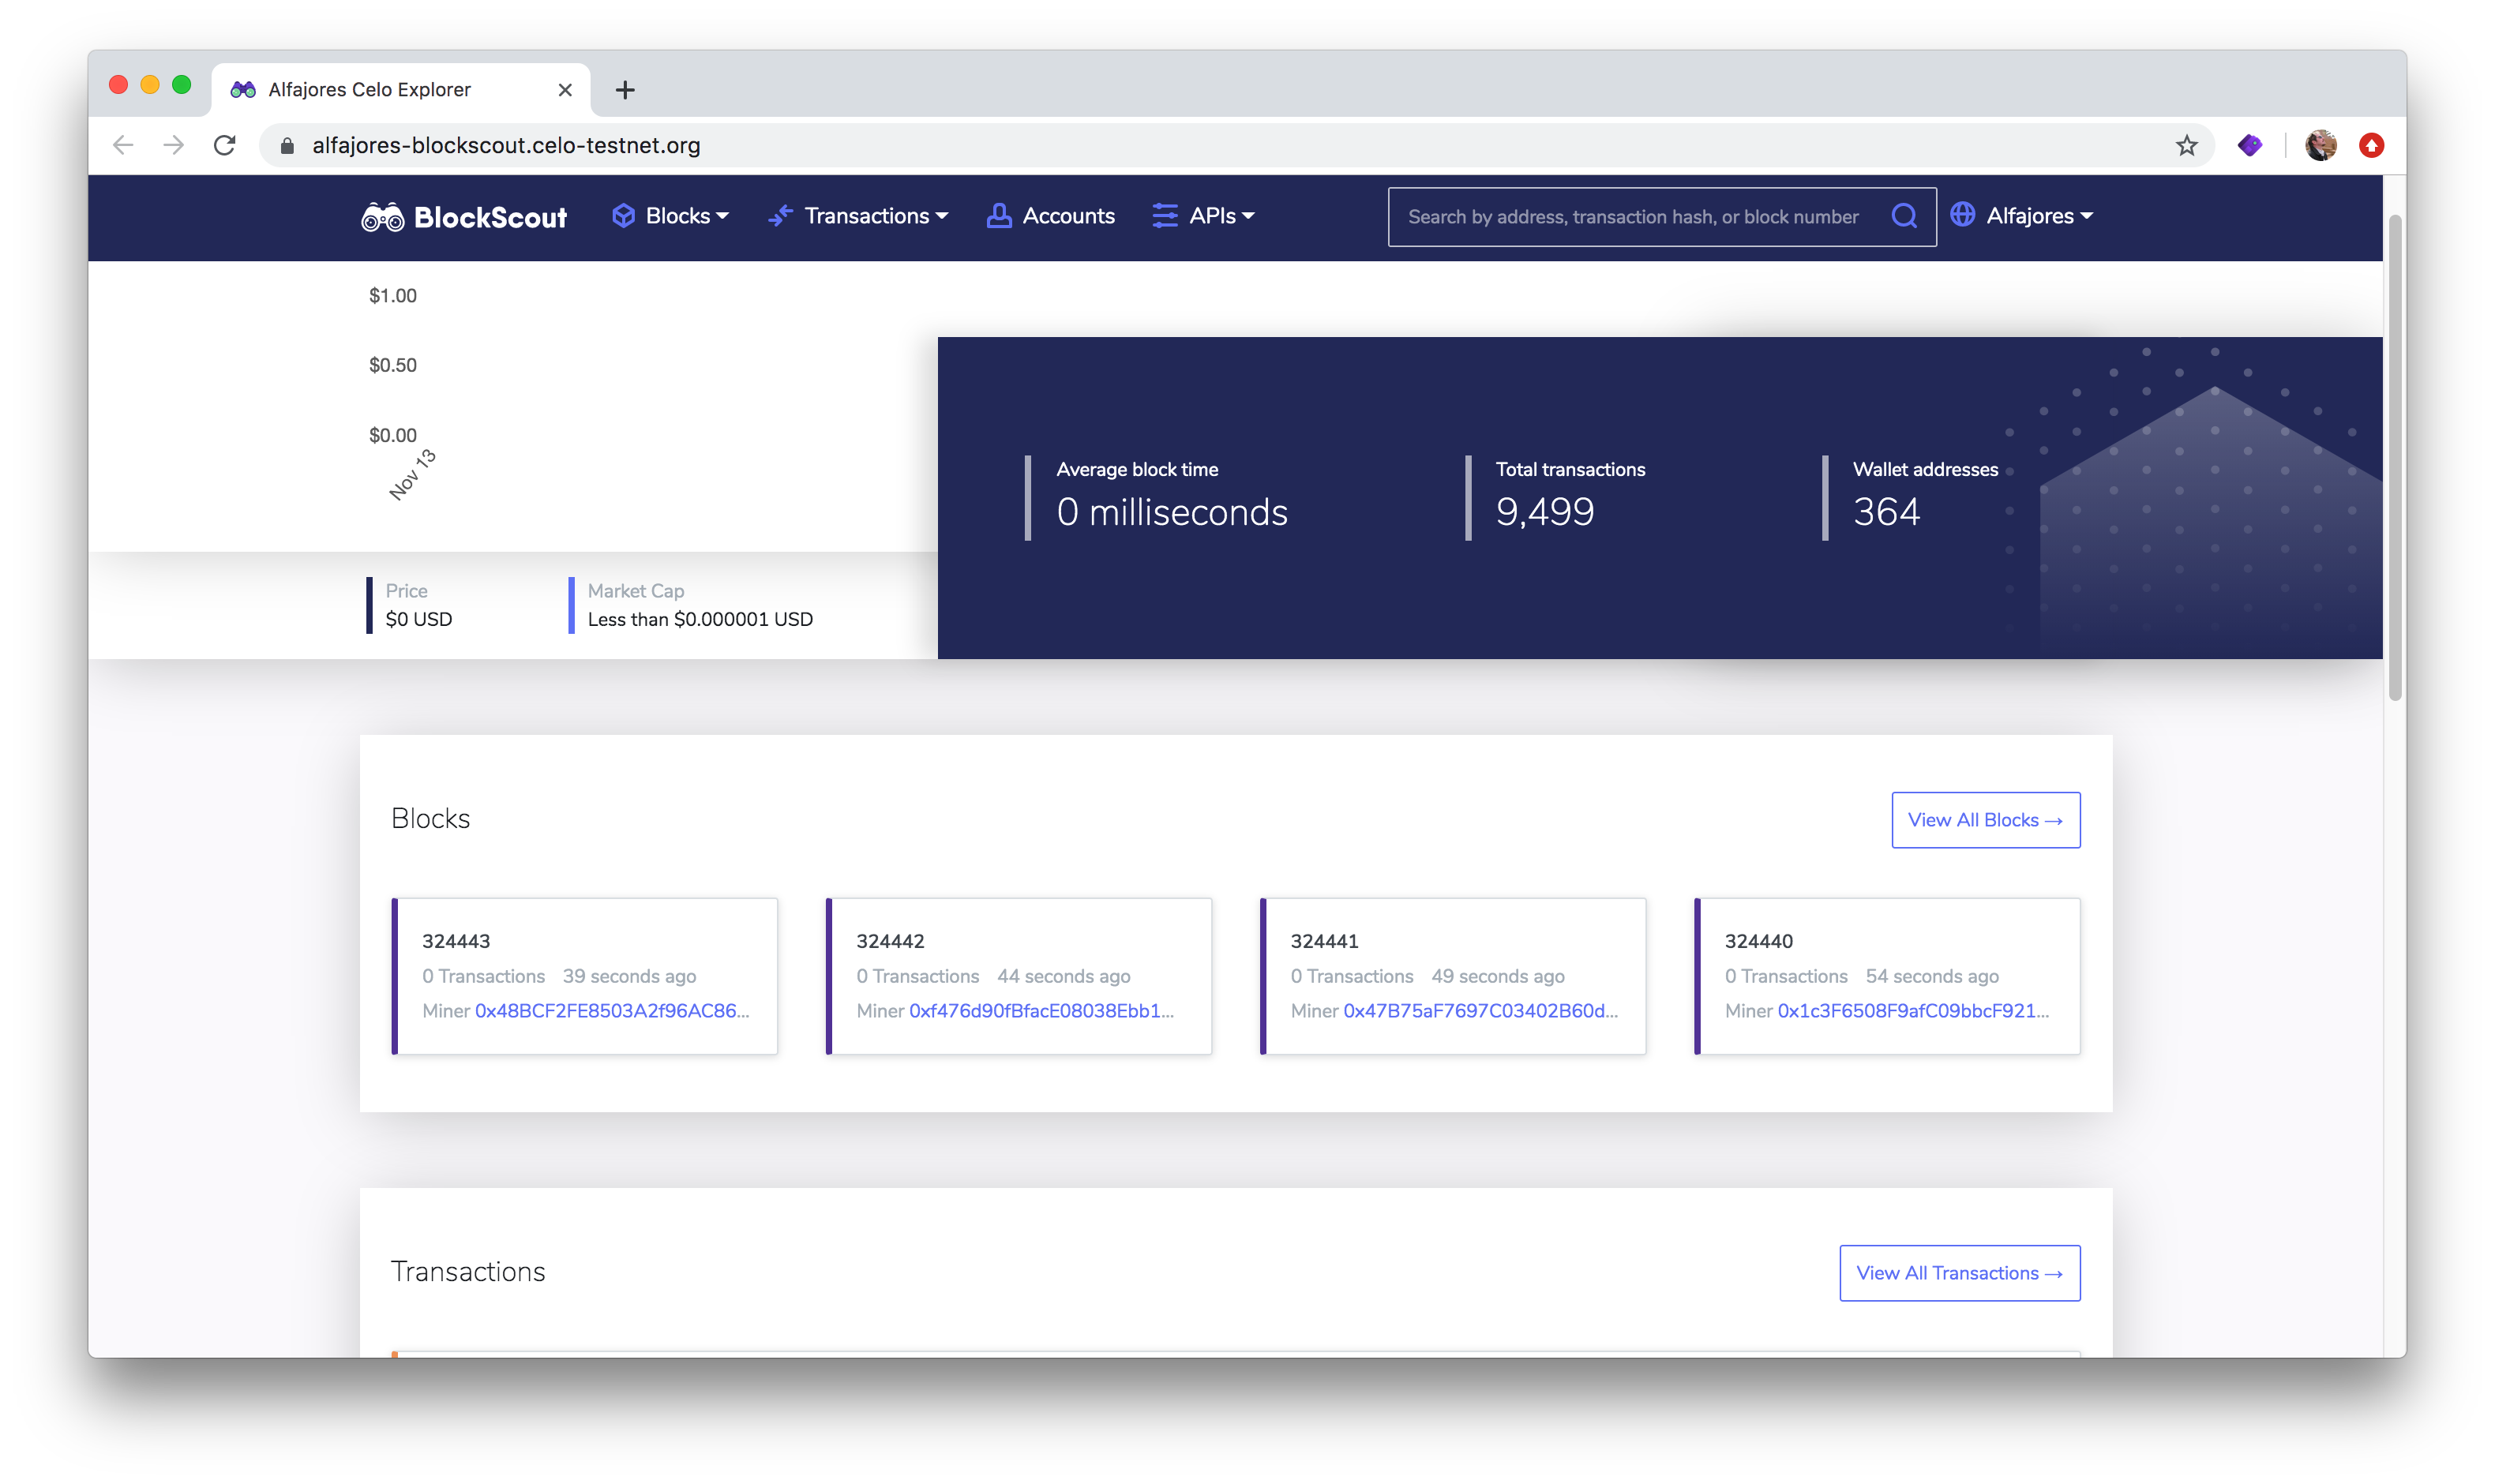 Alfajores Celo Explorer
alfajores-blockscout.celo-testnet.org
BlockScout Blocks Transactions Accounts APIs Search by address, transaction hash, or block number Alfajores
$1.00
$0.50
$0.00
Nov 13
Price
$0 USD
Market Cap
Less than $0.000001 USD
Average block time
0 milliseconds
Total transactions
9,499
Wallet addresses
364
Blocks
View All Blocks →
324443
0 Transactions 39 seconds ago
Miner 0x48BCF2FE8503A2f96AC86...
324442
0 Transactions 44 seconds ago
Miner 0xf476d90fBfacE08038Ebb1...
324441
0 Transactions 49 seconds ago
Miner 0x47B75aF7697C03402B60d...
324440
0 Transactions 54 seconds ago
Miner 0x1c3F6508F9afC09bbcF921...
Transactions
View All Transactions →